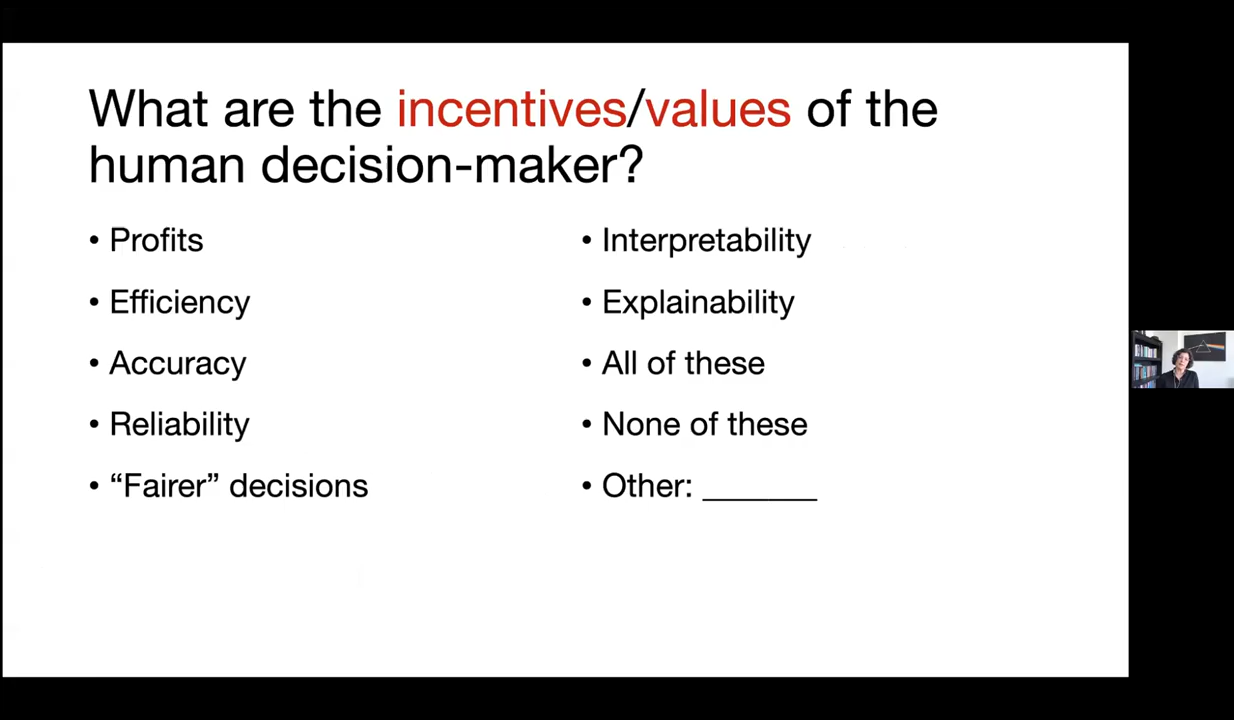 What are the incentives/values of the
human decision-maker?
• Profits
• Efficiency
• Accuracy
• Reliability
• “Fairer” decisions
• Interpretability
• Explainability
• All of these
• None of these
• Other: _______